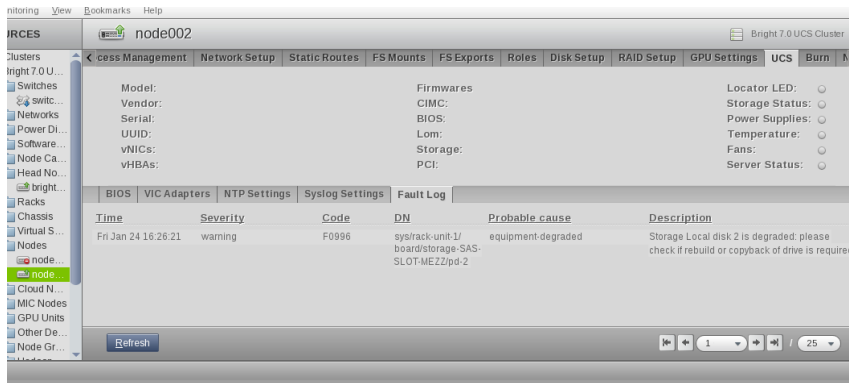 nitoring View Bookmarks Help
URCES
node002
Bright 7.0 UCS Cluster
Clusters
Bright 7.0 U...
Switches
switc...
Networks
Power Di...
Software...
Node Ca...
Head No...
bright...
Racks
Chassis
Virtual S...
Nodes
node...
node...
Cloud N...
MIC Nodes
GPU Units
Other De...
Node Gr...
cess Management Network Setup Static Routes FS Mounts FS Exports Roles Disk Setup RAID Setup GPU Settings UCS Burn N
Model: Firmwares Locator LED:
Vendor: CIMC: Storage Status:
Serial: BIOS: Power Supplies:
UUID: Lom: Temperature:
vNICs: Storage: Fans:
vHBAs: PCI: Server Status:
BIOS VIC Adapters NTP Settings Syslog Settings Fault Log
Time Severity Code DN Probable cause Description
Fri Jan 24 16:26:21 warning F0996 sys/rack-unit-1/ equipment-degraded Storage Local disk 2 is degraded: please
board/storage-SAS- check if rebuild or copyback of drive is require
SLOT-MEZZ/pd-2
Refresh
1 / 25